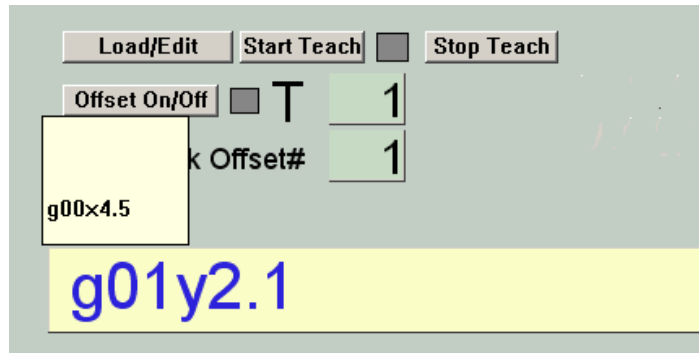 Load/Edit Start Teach Stop Teach
Offset On/Off T 1
Offset# 1
g00x4.5
g01y2.1